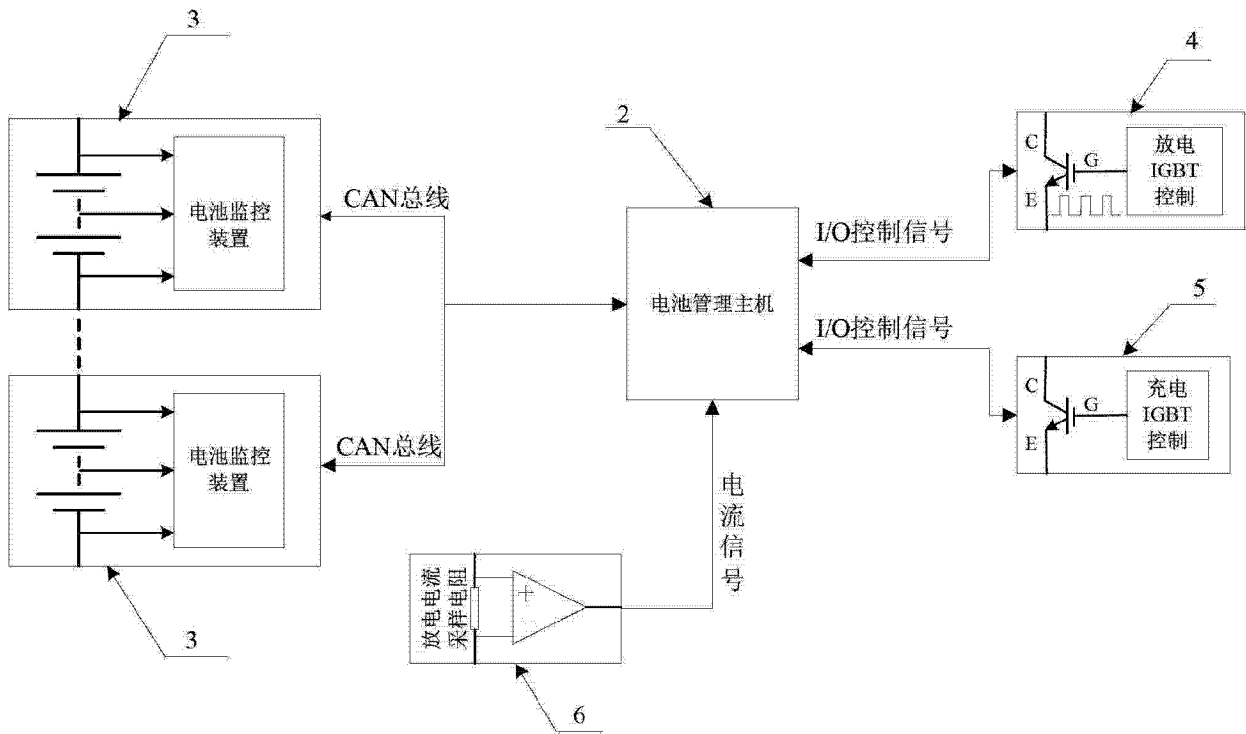 3
电池监控
装置
CAN总线
电池监控
装置
CAN总线
3
2
电池管理主机
I/O控制信号
I/O控制信号
4
C
G
E
放电
IGBT
控制
5
C
G
E
充电
IGBT
控制
电流信号
放电电流
采样电阻
+
6